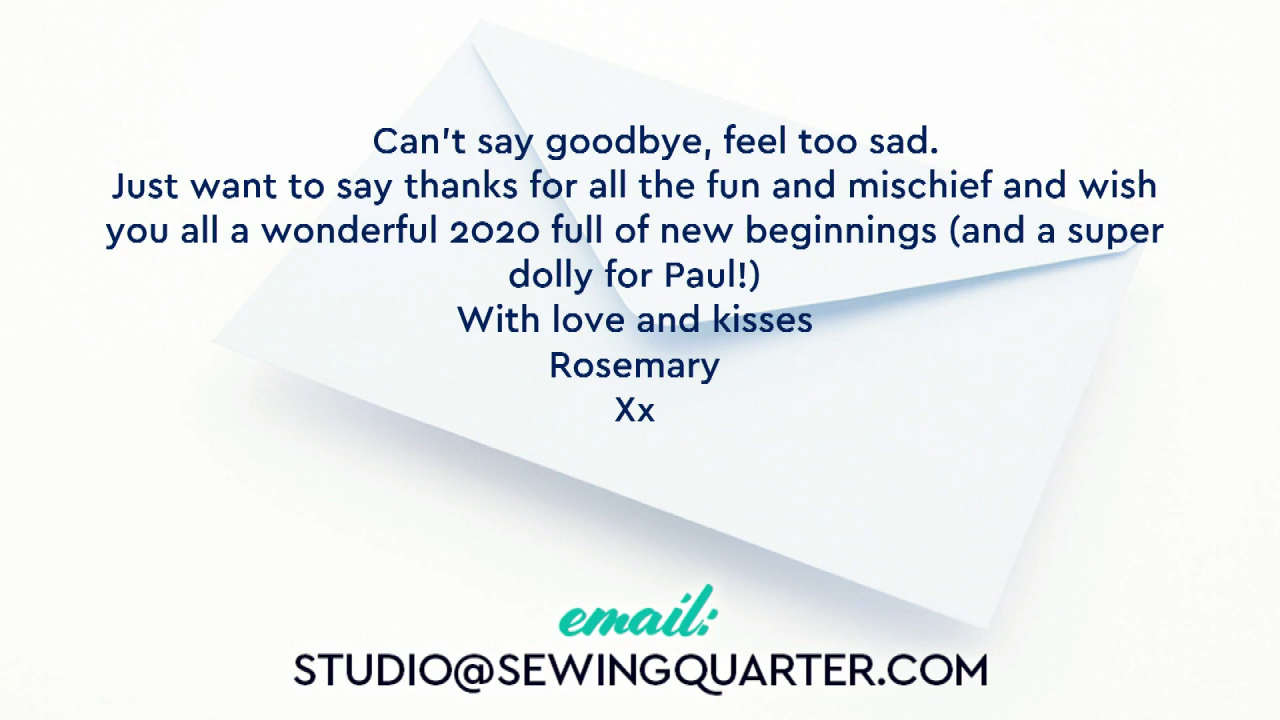 Can't say goodbye, feel too sad.
Just want to say thanks for all the fun and mischief and wish
you all a wonderful 2020 full of new beginnings (and a super
dolly for Paul!)
With love and kisses
Rosemary
Xx
email:
STUDIO@SEWINGQUARTER.COM